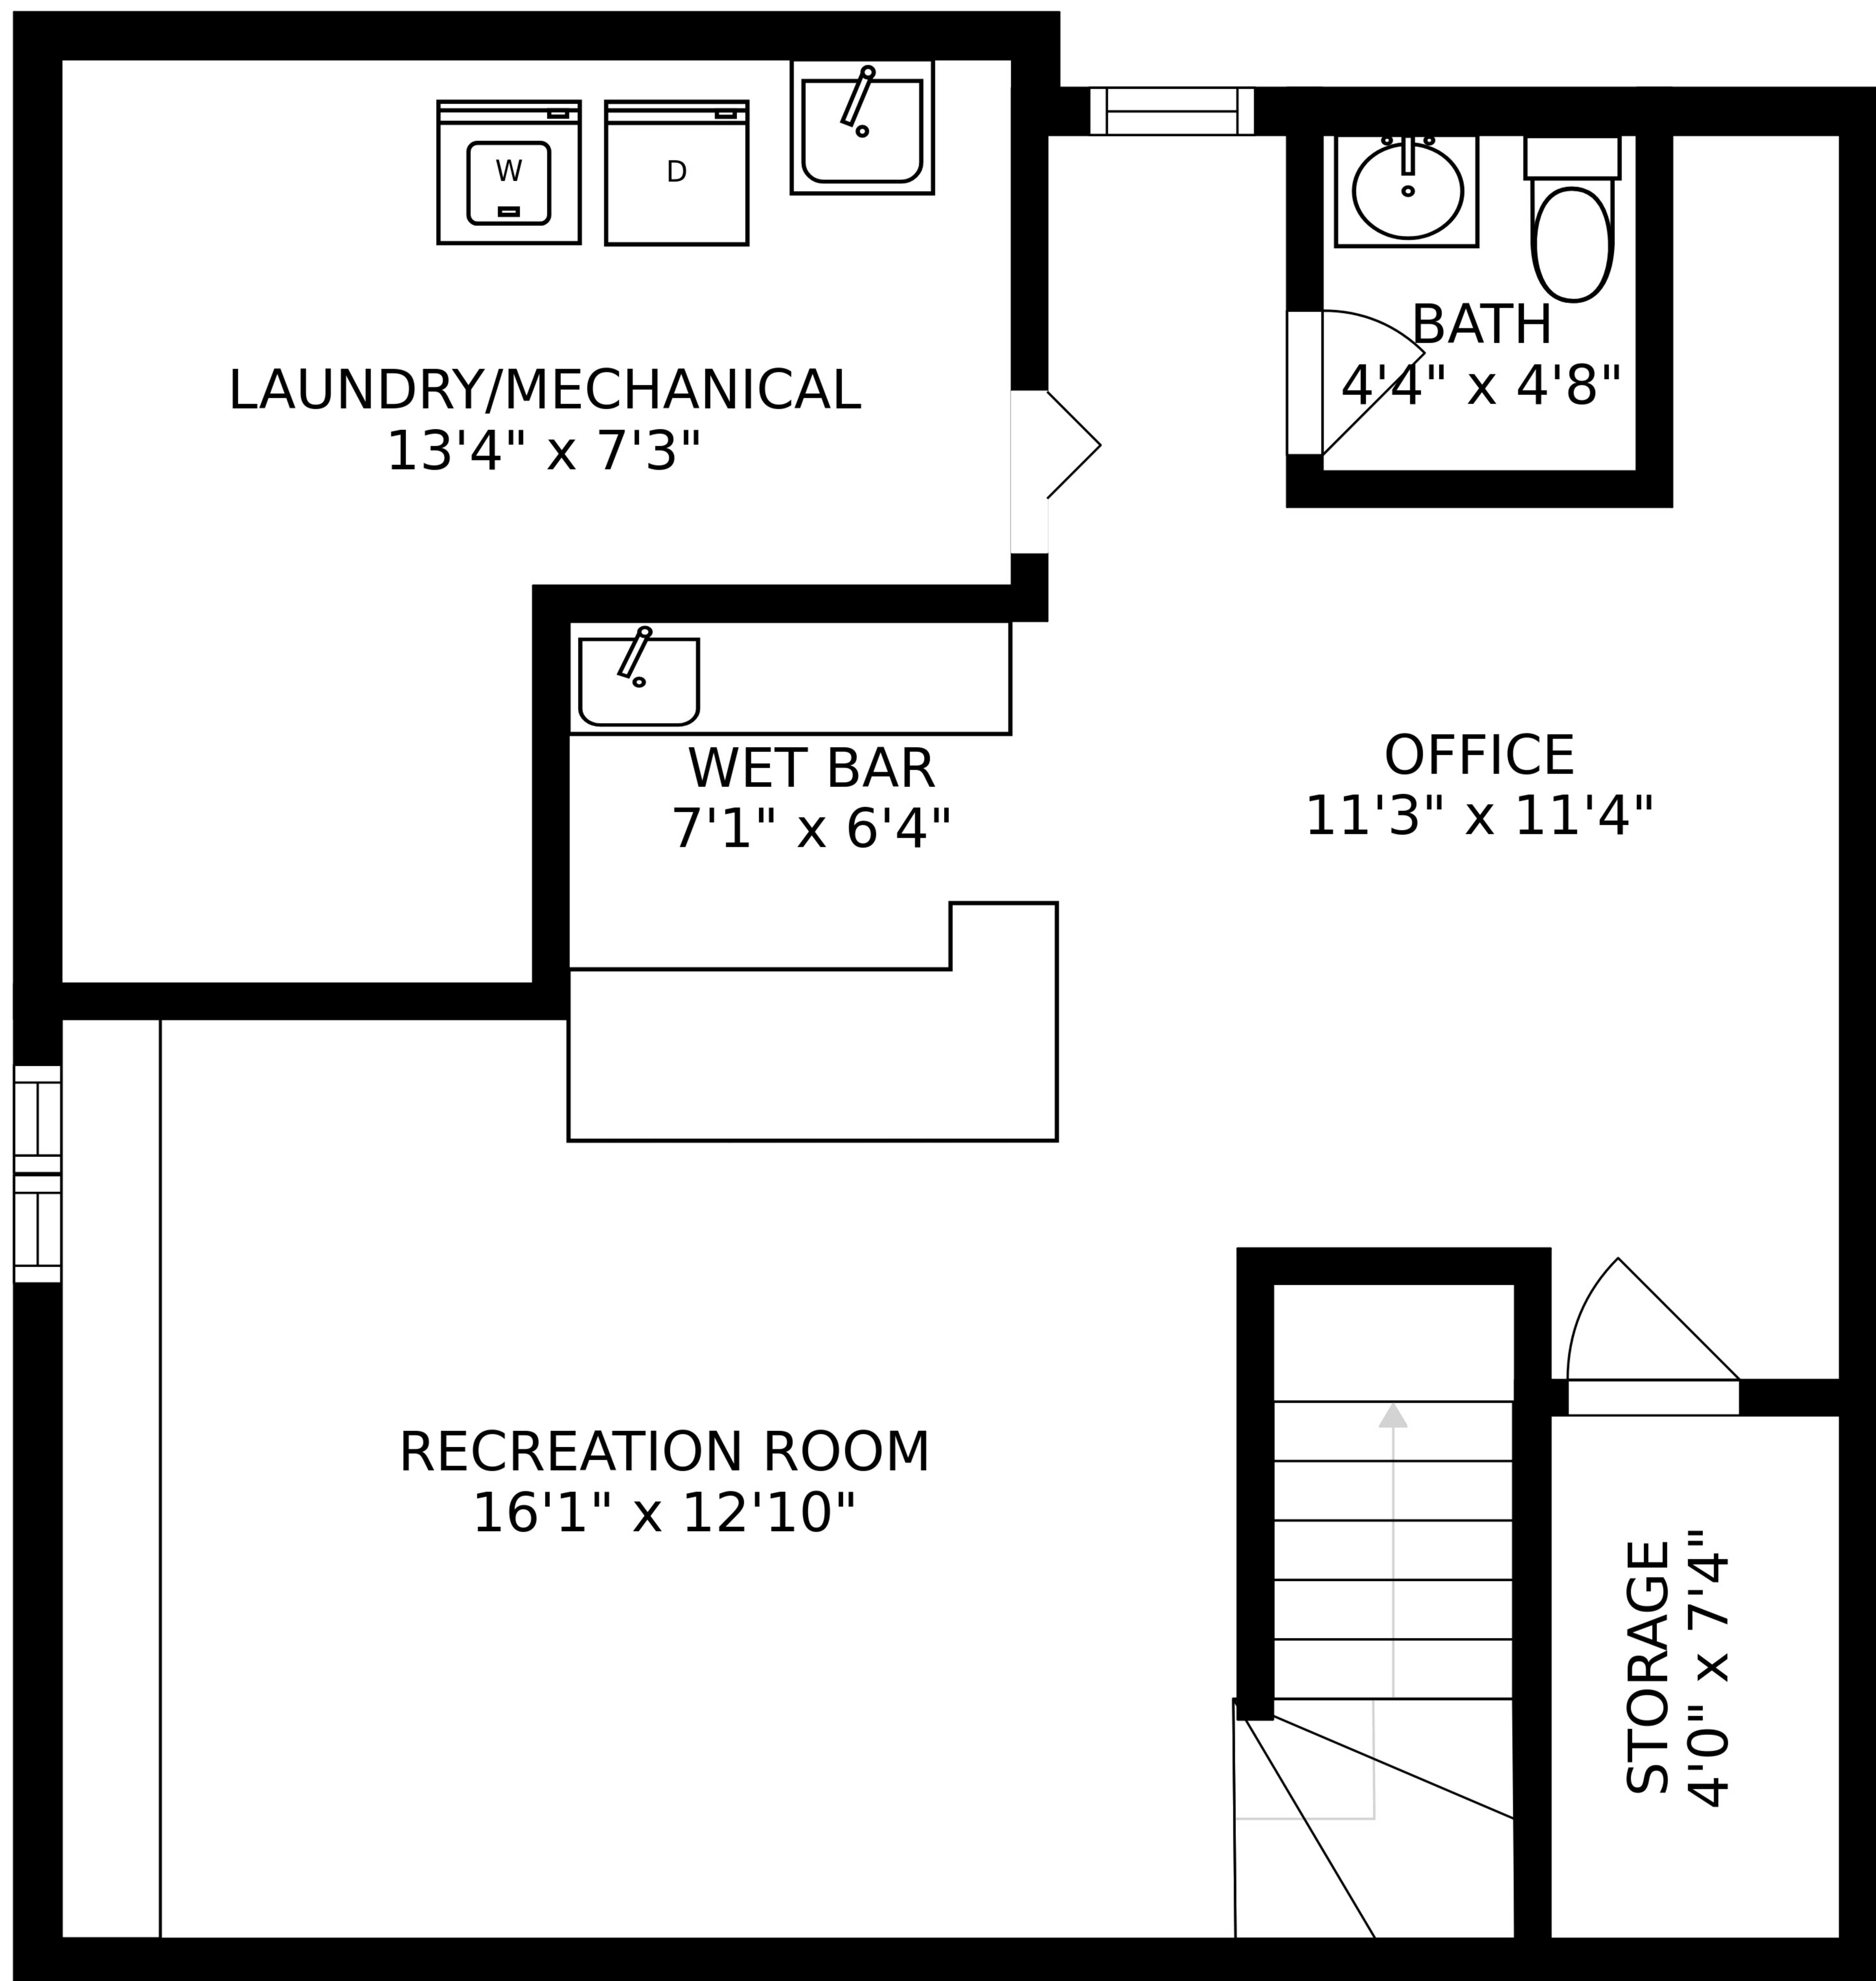 W
D
LAUNDRY/MECHANICAL
13'4" x 7'3"
BATH
4'4" x 4'8"
WET BAR
7'1" x 6'4"
OFFICE
11'3" x 11'4"
RECREATION ROOM
16'1" x 12'10"
STORAGE
4'0" x 7'4"